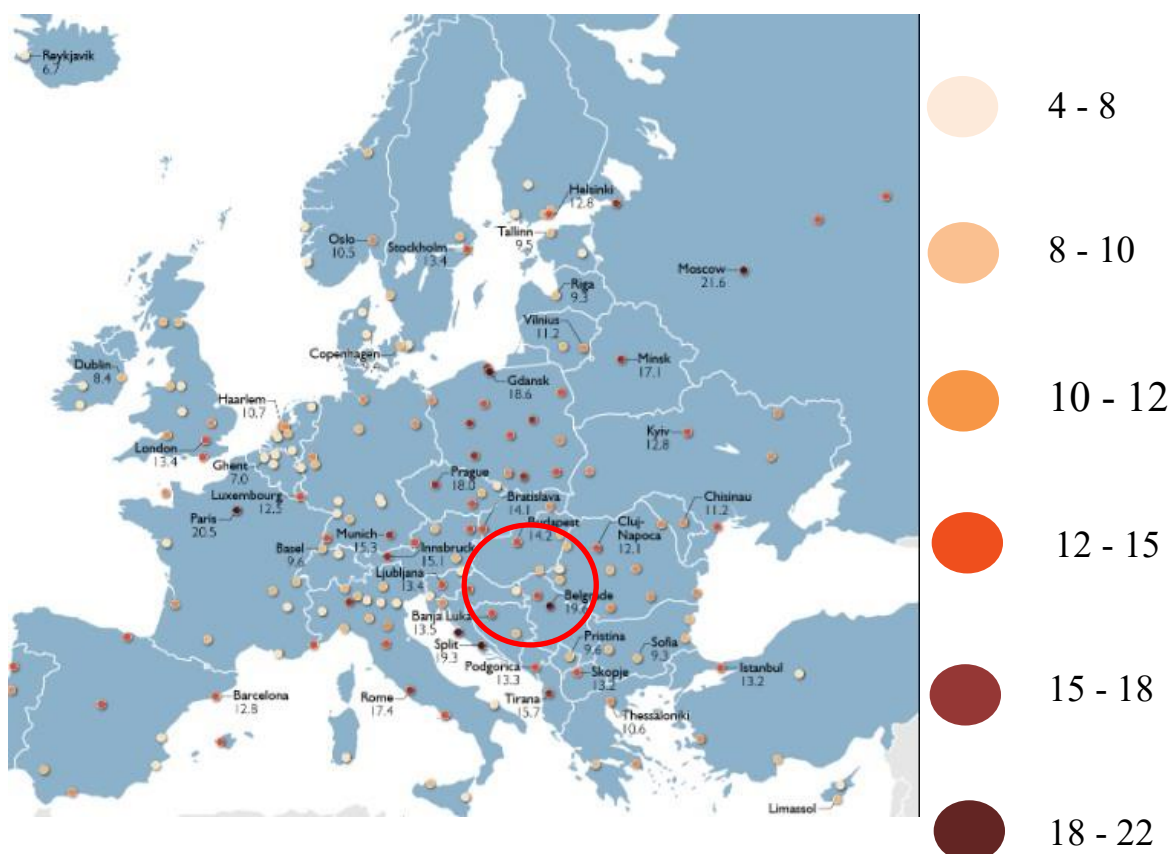 Reykjavik
6.7
Helsinki
12.8
Tallinn
9.5
Oslo
10.5
Stockholm
13.4
Moscow
21.6
Riga
9.3
Vilnius
11.2
Copenhagen
Minsk
17.1
Dublin
8.4
Gdansk
18.6
Haarlem
10.7
London
13.4
Kyiv
12.8
Ghent
7.0
Prague
18.0
Luxembourg
12.5
Bratislava
14.1
Chisinau
11.2
Paris
20.5
Budapest
14.2
Cluj-
Napoca
12.1
Munich
15.3
Innsbruck
15.1
Basel
9.6
Ljubljana
13.4
Belgrade
19.6
Banja Luka
13.5
Split
19.3
Pristina
9.6
Sofia
9.3
Podgorica
13.3
Skopje
13.2
Istanbul
13.2
Barcelona
12.8
Rome
17.4
Tirana
15.7
Thessaloniki
10.6
Limassol
4 - 8
8 - 10
10 - 12
12 - 15
15 - 18
18 - 22